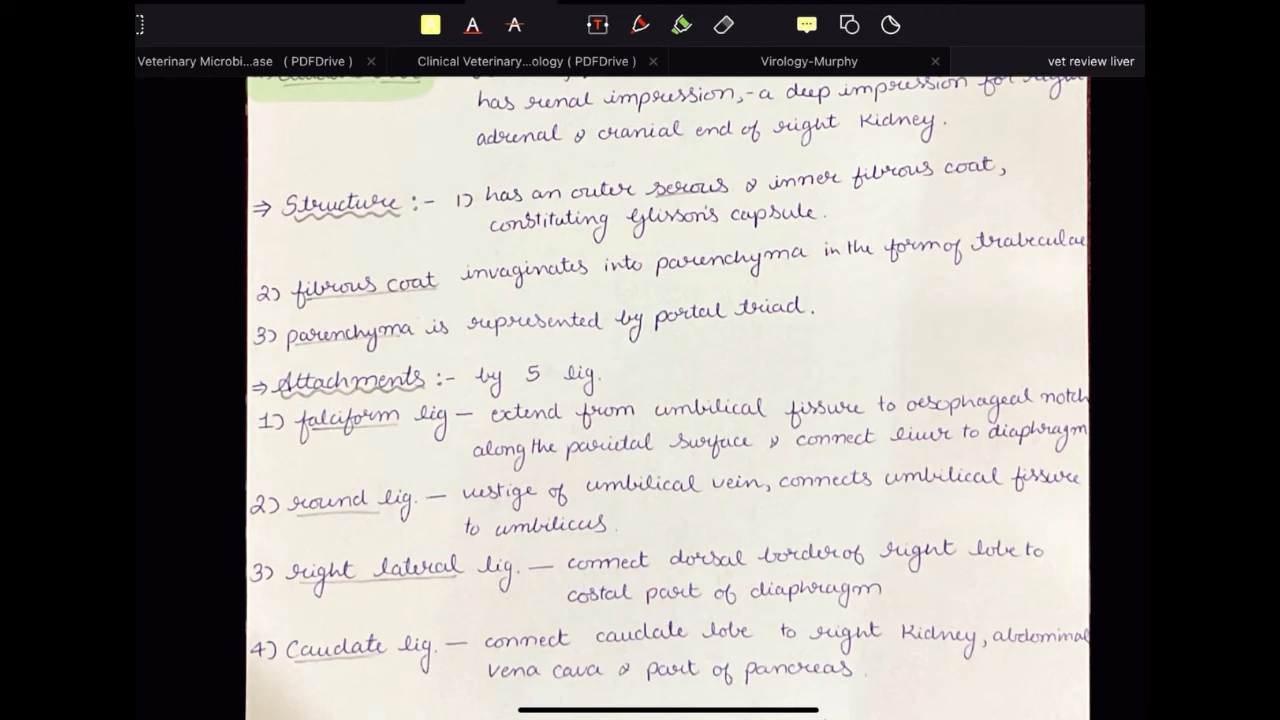 A T
A A
Veterinary Microbi...ase ( PDFDrive ) ×
Clinical Veterinary...ology ( PDFDrive ) ×
Virology-Murphy ×
vet review liver
has renal impression,-a deep impression for right
adrenal & cranial end of right Kidney.
⇒ Structure :- 1) has an outer serous & inner fibrous coat,
constituting Glisson's capsule.
2) fibrous coat invaginates into parenchyma in the form of trabeculae
3) parenchyma is represented by portal triad.
⇒ Attachments :- by 5 lig.
1) falciform lig — extend from umbilical fissure to oesophageal notch
along the parietal surface & connect liver to diaphragm
2) round lig. — vestige of umbilical vein, connects umbilical fissure
to umbilicus.
3) right lateral lig. — connect dorsal border of right lobe to
costal part of diaphragm
4) Caudate lig. — connect caudate lobe to right Kidney, abdominal
vena cava & part of pancreas.